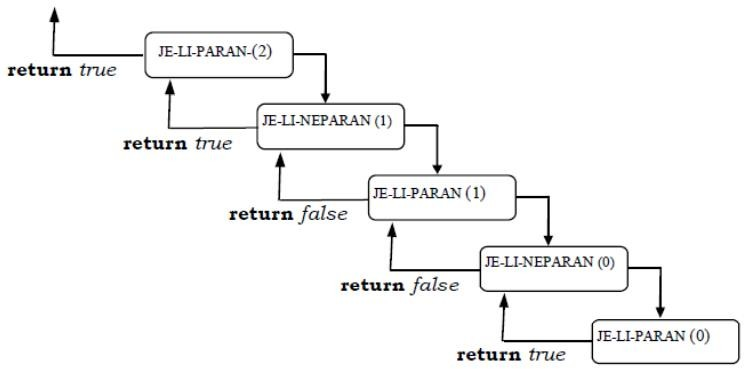 JE-LI-PARAN-(2)
return true
JE-LI-NEPARAN (1)
return true
JE-LI-PARAN (1)
return false
JE-LI-NEPARAN (0)
return false
JE-LI-PARAN (0)
return true